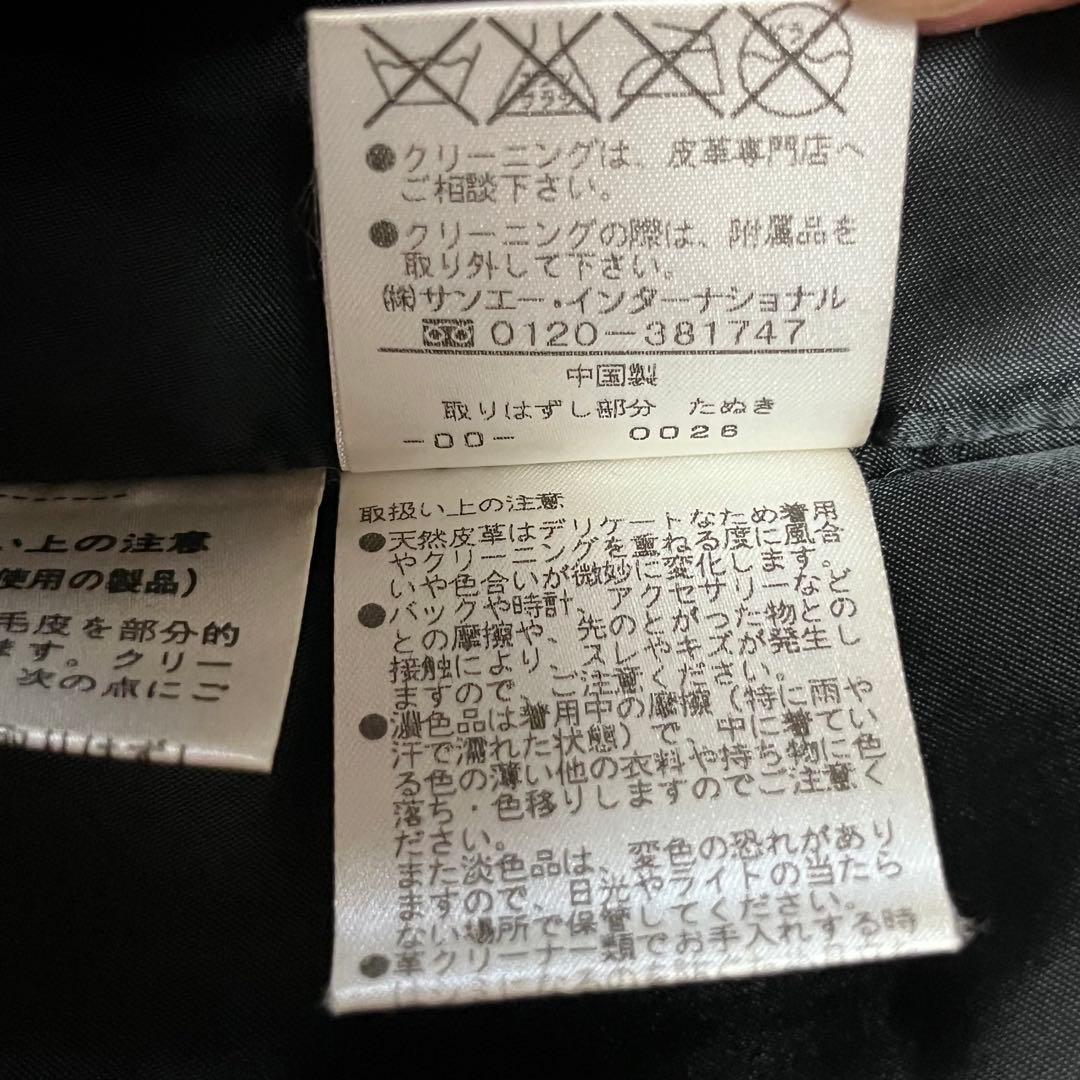 ドライ
エンソ
サラシ
●クリーニングは、皮革専門店へ
ご相談下さい。
●クリーニングの際は、附属品を
取り外して下さい。
㈱サンエー・インターナショナル
0120-381747
中国製
取りはずし部分 たぬき
-00- 0026
い上の注意
使用の製品)
毛皮を部分的
ます。クリー
次の点にご
取扱い上の注意
●天然皮革はデリケートなため着用
やクリーニングを重ねる度に風合
いや色合いが微妙に変化します。
●バックや時計、アクセサリーなど
との摩擦や、先のとがった物との
接触により、スレやキズが発生し
ますので、ご注意ください。
●濃色品は着用中の摩擦(特に雨や
汗で濡れた状態)で、中に着てい
る色の薄い他の衣料や持ち物に色
落ち・色移りしますのでご注意く
ださい。
また淡色品は、変色の恐れがあり
ますので、日光やライトの当たら
ない場所で保管してください。
●革クリーナー類でお手入れする時